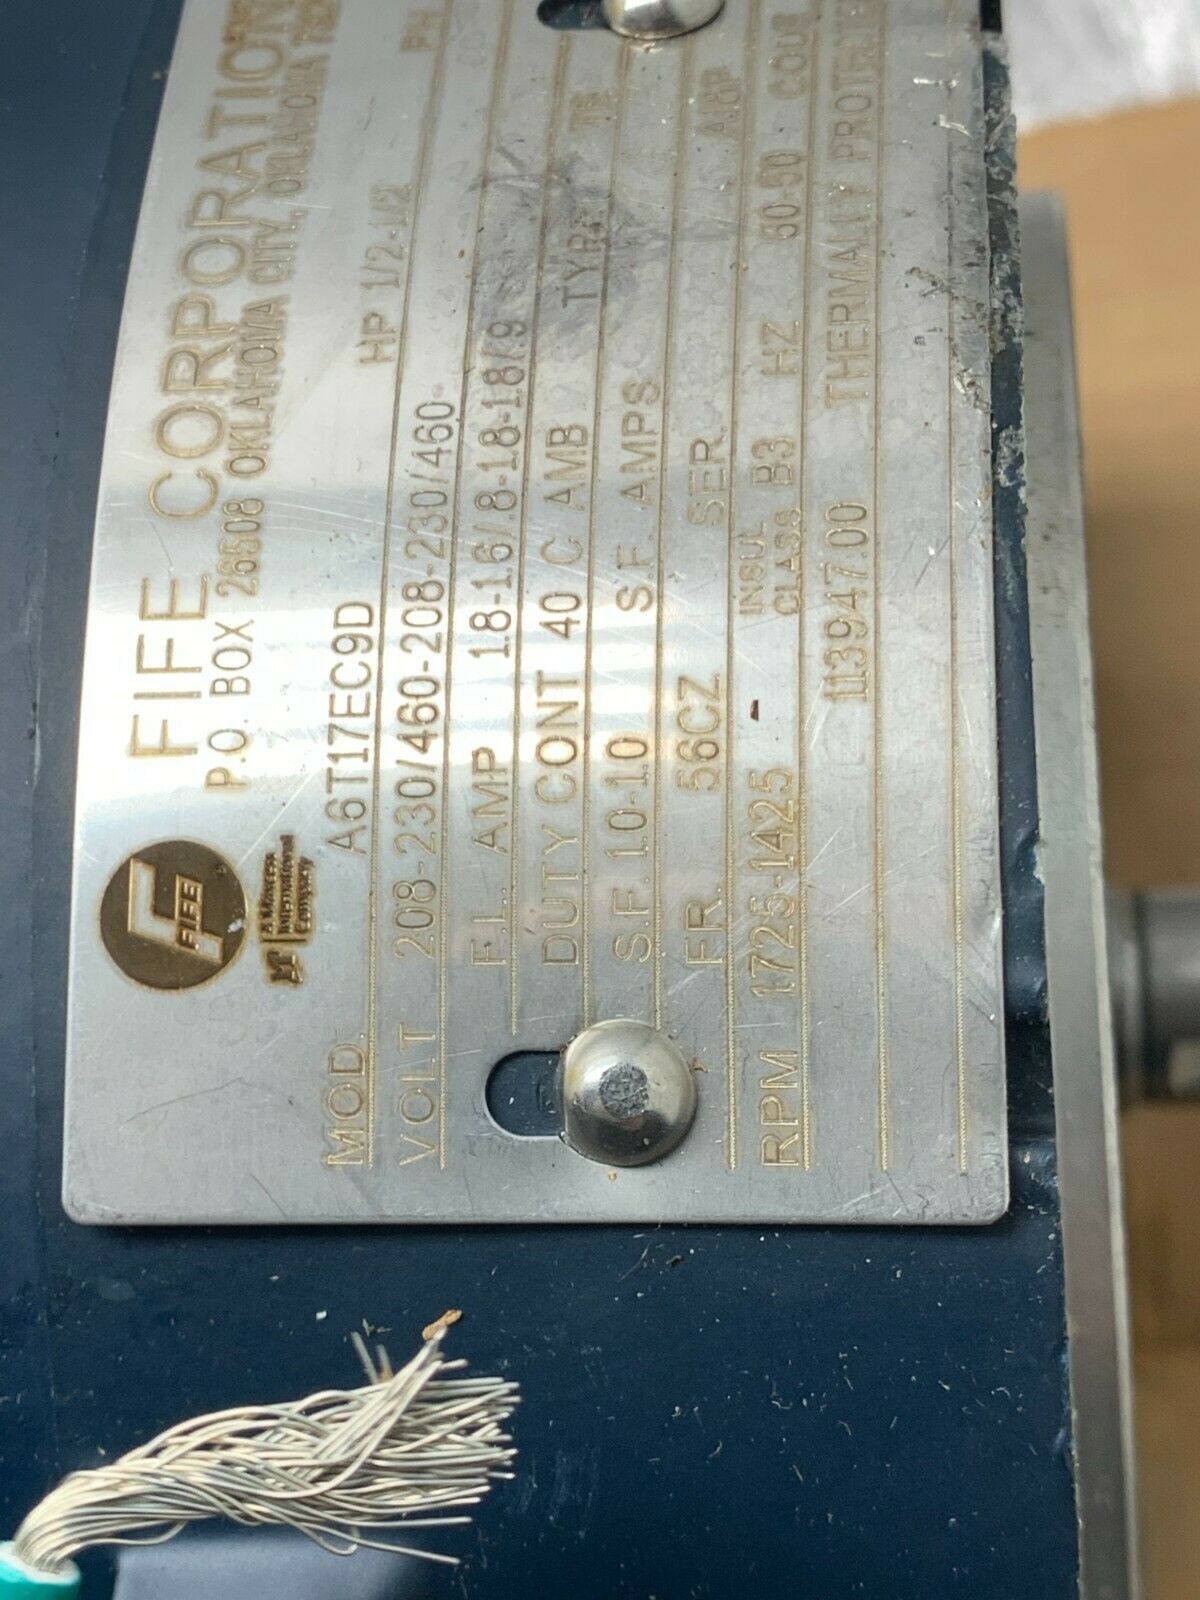 FIFE
FIFE CORPORATION
P.O. BOX 26508 OKLAHOMA CITY, OKLAHOMA
A Maxcess
International
Company
MOD. A6T17EC9D HP 1/2-1/2 PH
VOLT 208-230/460-208-230/460
F.L. AMP 1.8-1.6/.8-1.8-1.8/.9
DUTY CONT 40 C AMB TYPE TE
S.F. 1.0-1.0 S.F. AMPS
FR. 56CZ SER. A18P
RPM 1725-1425 INSUL CLASS B3 HZ 60-50
113947.00 THERMALLY